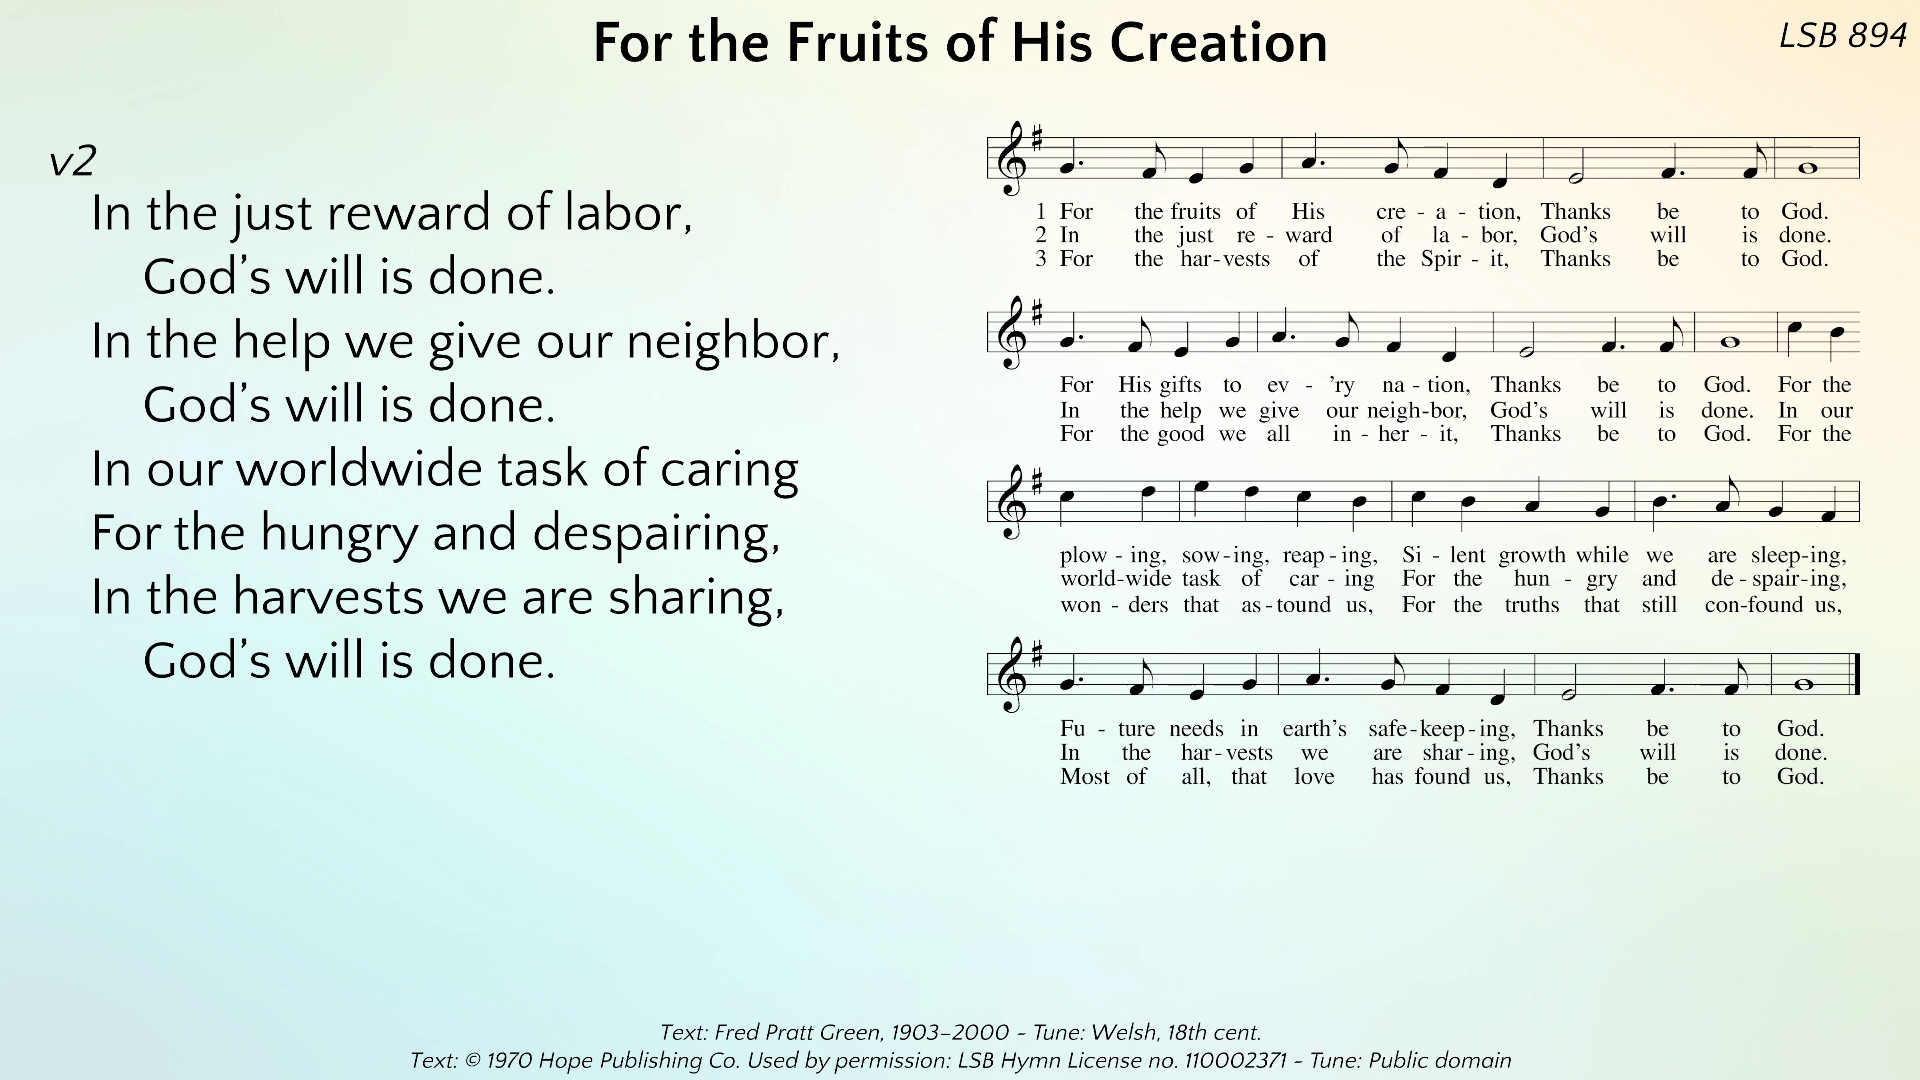 For the Fruits of His Creation
LSB 894
v2
In the just reward of labor,
God’s will is done.
In the help we give our neighbor,
God’s will is done.
In our worldwide task of caring
For the hungry and despairing,
In the harvests we are sharing,
God’s will is done.
1 For the fruits of His cre - a - tion, Thanks be to God.
2 In the just re - ward of la - bor, God’s will is done.
3 For the har - vests of the Spir - it, Thanks be to God.
For His gifts to ev - ’ry na - tion, Thanks be to God. For the
In the help we give our neigh - bor, God’s will is done. In our
For the good we all in - her - it, Thanks be to God. For the
plow - ing, sow - ing, reap - ing, Si - lent growth while we are sleep - ing,
world - wide task of car - ing For the hun - gry and de - spair - ing,
won - ders that as - tound us, For the truths that still con - found us,
Fu - ture needs in earth’s safe - keep - ing, Thanks be to God.
In the har - vests we are shar - ing, God’s will is done.
Most of all, that love has found us, Thanks be to God.
Text: Fred Pratt Green, 1903–2000 ~ Tune: Welsh, 18th cent.
Text: © 1970 Hope Publishing Co. Used by permission: LSB Hymn License no. 110002371 ~ Tune: Public domain